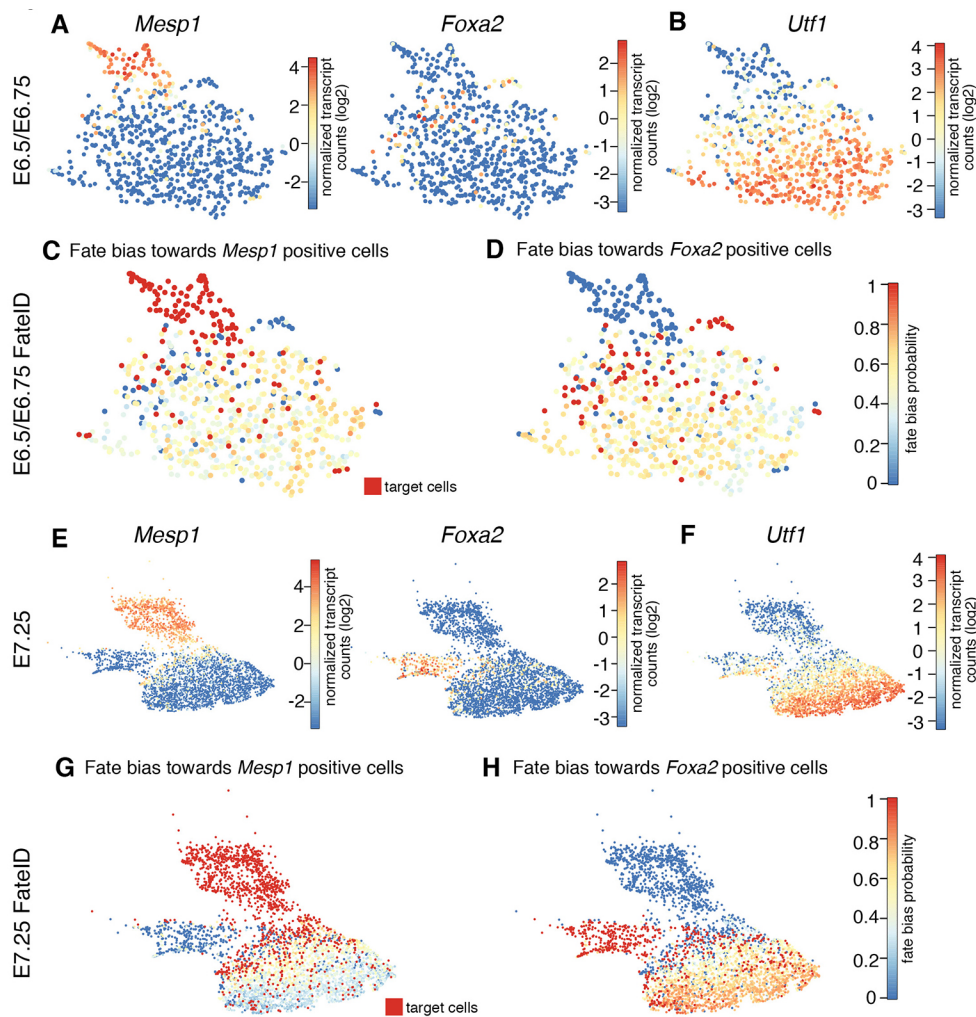 A Mesp1 Foxa2 B Utf1
E6.5/E6.75
4
2
0
-2
normalized transcript
counts (log2)
2
1
0
-1
-2
-3
normalized transcript
counts (log2)
4
3
2
1
0
-1
-2
-3
normalized transcript
counts (log2)
C Fate bias towards Mesp1 positive cells
D Fate bias towards Foxa2 positive cells
E6.5/E6.75 FateID
target cells
1
0.8
0.6
0.4
0.2
0
fate bias probability
E Mesp1 Foxa2 F Utf1
E7.25
4
2
0
-2
normalized transcript
counts (log2)
2
1
0
-1
-2
-3
normalized transcript
counts (log2)
4
3
2
1
0
-1
-2
-3
normalized transcript
counts (log2)
G Fate bias towards Mesp1 positive cells
H Fate bias towards Foxa2 positive cells
E7.25 FateID
target cells
1
0.8
0.6
0.4
0.2
0
fate bias probability